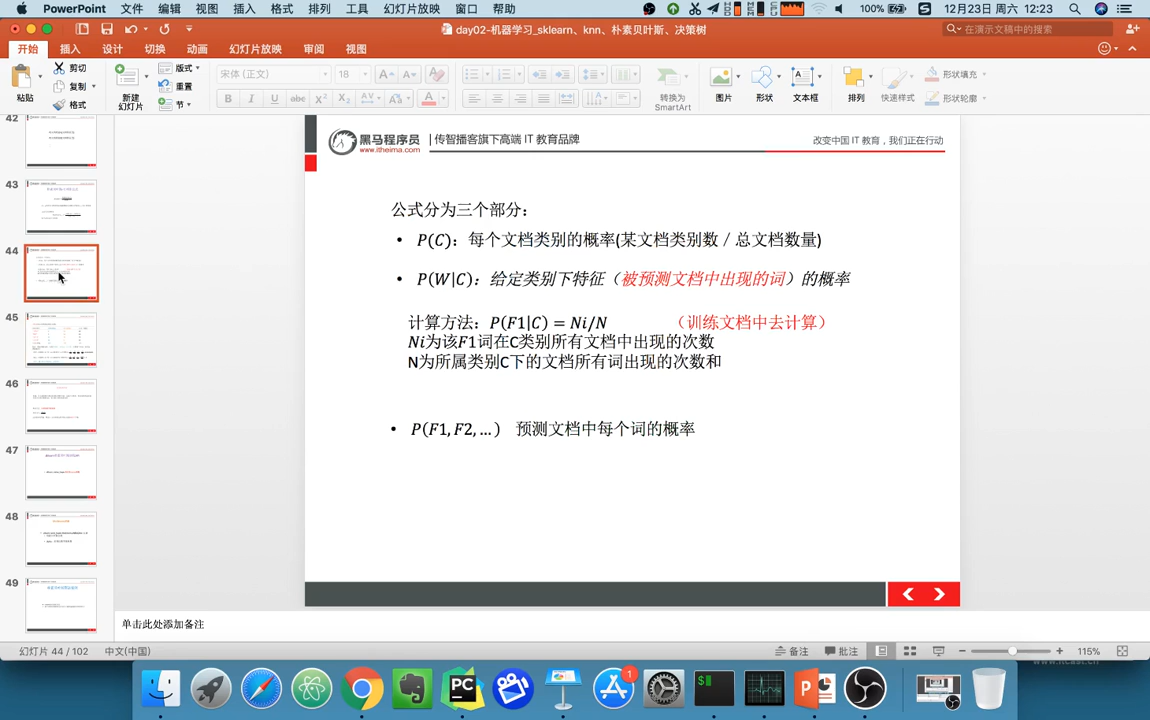 PowerPoint 文件 编辑 视图 插入 格式 排列 工具 幻灯片放映 窗口 帮助 100% 12月23日 周六 12:23
day02-机器学习_sklearn、knn、朴素贝叶斯、决策树
在演示文稿中的搜索
开始 插入 设计 切换 动画 幻灯片放映 审阅 视图
粘贴 剪切 复制 格式 新建幻灯片 版式 重置 节 宋体 (正文) 18 转换为 SmartArt 图片 形状 文本框 排列 快速样式 形状填充 形状轮廓
42
43
44
45
46
47
48
49
黑马程序员
www.itheima.com
传智播客旗下高端 IT 教育品牌
改变中国 IT 教育，我们正在行动
公式分为三个部分：
• P(C)：每个文档类别的概率(某文档类别数／总文档数量)
• P(W|C)：给定类别下特征（被预测文档中出现的词）的概率
计算方法：P(F1|C) = Ni/N （训练文档中去计算）
Ni为该F1词在C类别所有文档中出现的次数
N为所属类别C下的文档所有词出现的次数和
• P(F1, F2, …) 预测文档中每个词的概率
单击此处添加备注
幻灯片 44 / 102 中文(中国) 备注 批注 115%